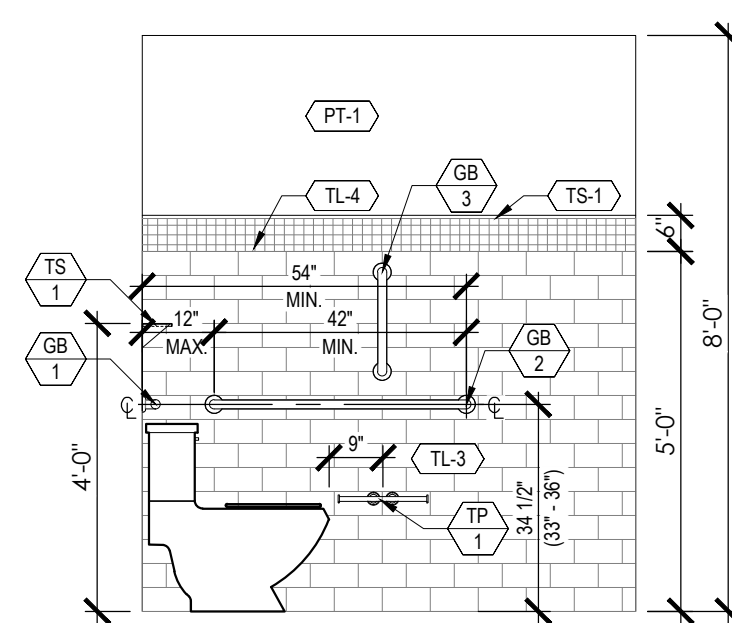 PT-1
GB
3
TL-4
TS-1
6"
TS
1
54"
MIN.
12"
MAX.
42"
MIN.
GB
1
GB
2
8'-0"
℄
℄
4'-0"
9"
TL-3
TP
1
34 1/2"
(33" - 36")
5'-0"